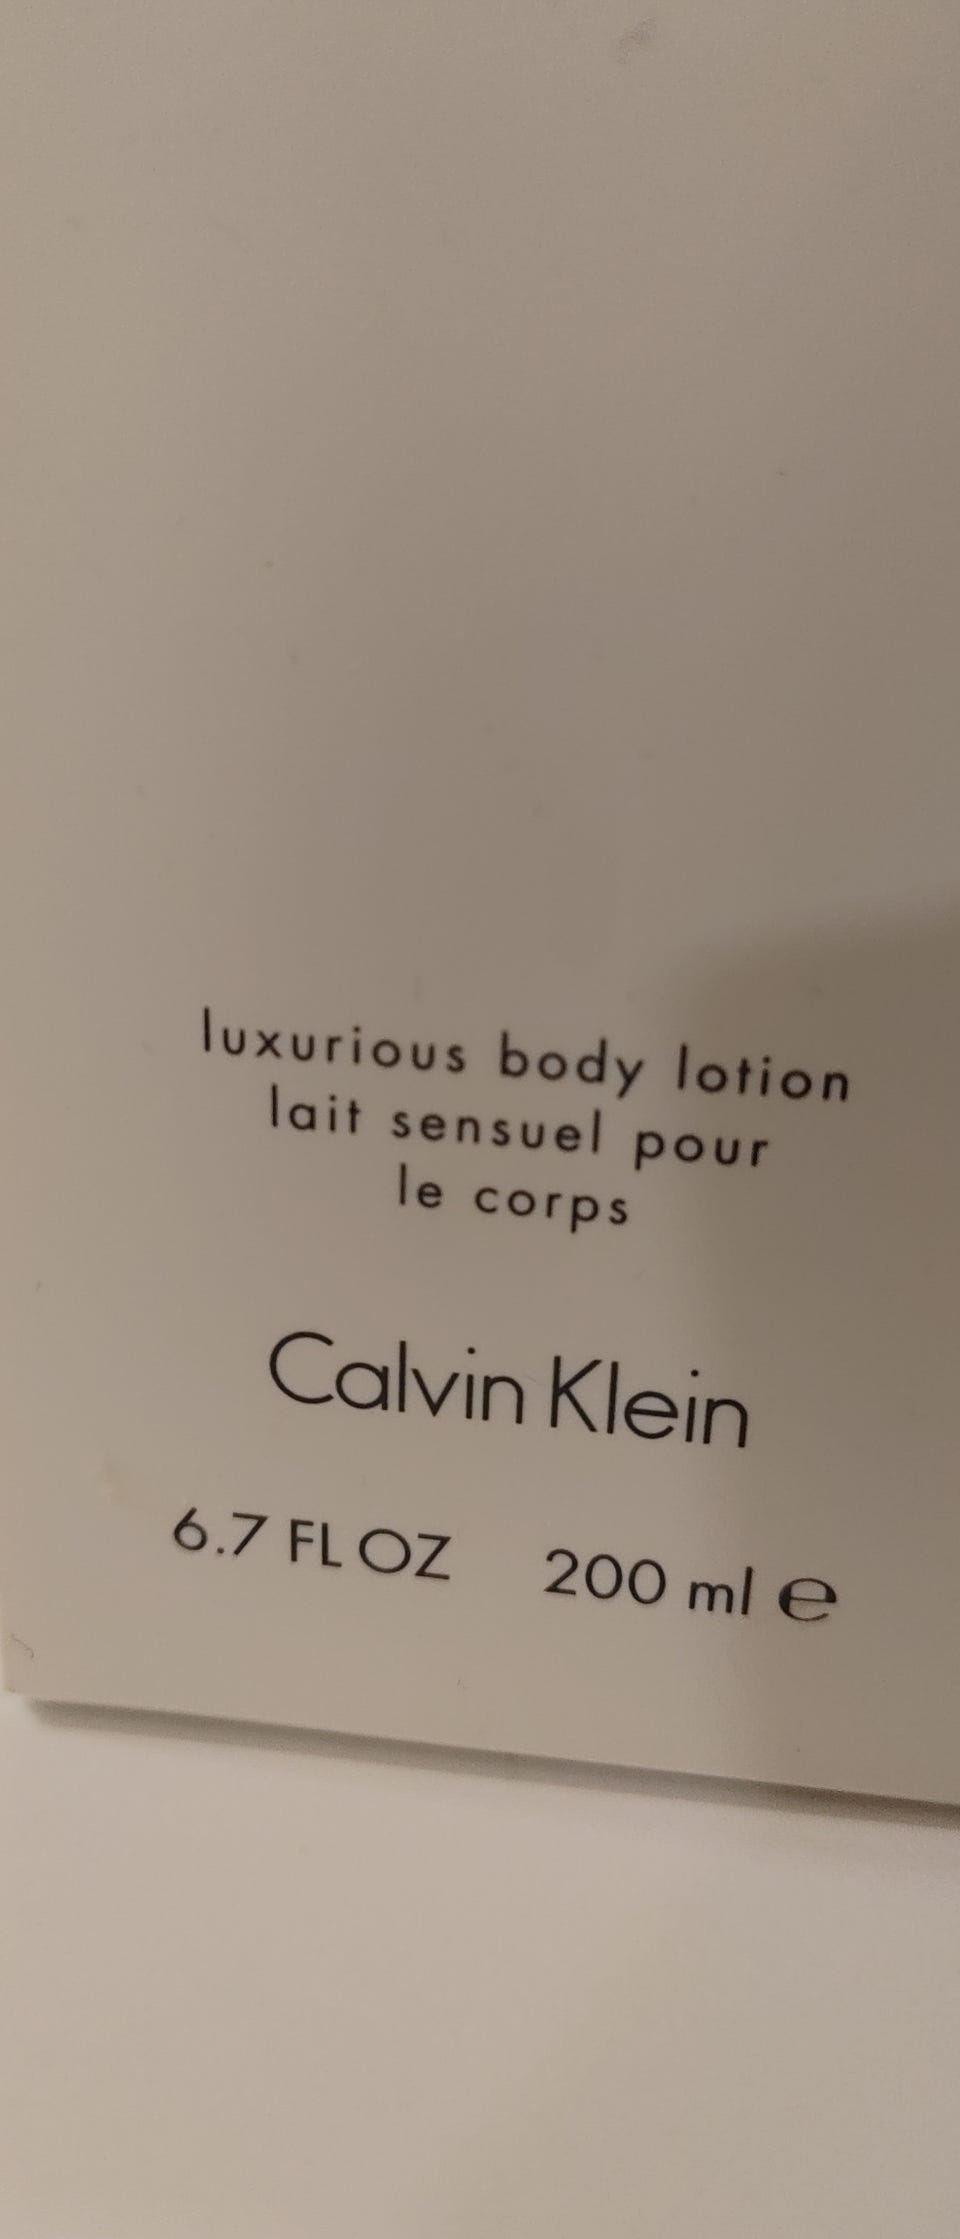 luxurious body lotion
lait sensuel pour
le corps
Calvin Klein
6.7 FL OZ 200 ml ℮